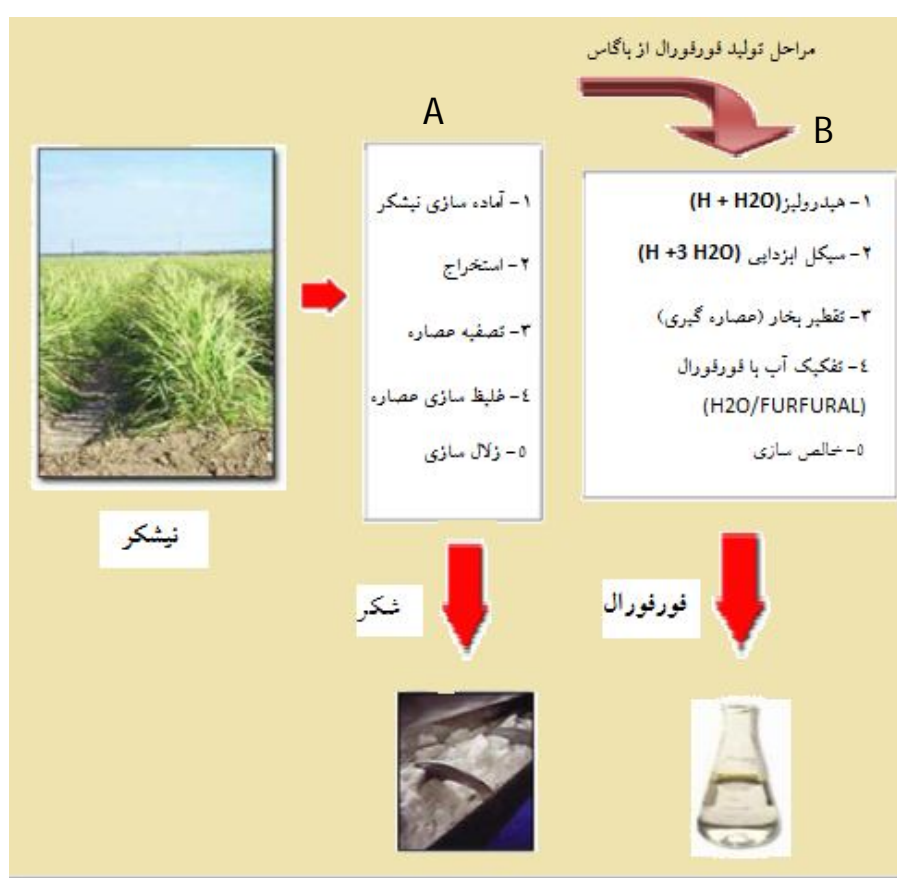 مراحل تولید فورفورال از باگاس
A
B
۱- آماده سازی نیشکر
۲- استخراج
۳- تصفیه عصاره
٤- غلیظ سازی عصاره
٥- زلال سازی
۱- هیدرولیز(H + H2O)
۲- سیکل ابزدایی (H +3 H2O)
۳- تقطیر بخار (عصاره گیری)
٤- تفکیک آب با فورفورال
(H2O/FURFURAL)
٥- خالص سازی
نیشکر
شکر
فورفورال